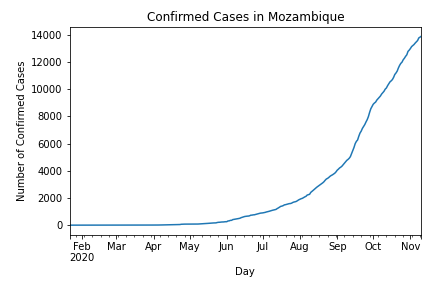 Confirmed Cases in Mozambique
Number of Confirmed Cases
14000
12000
10000
8000
6000
4000
2000
0
Feb Mar Apr May Jun Jul Aug Sep Oct Nov
2020
Day